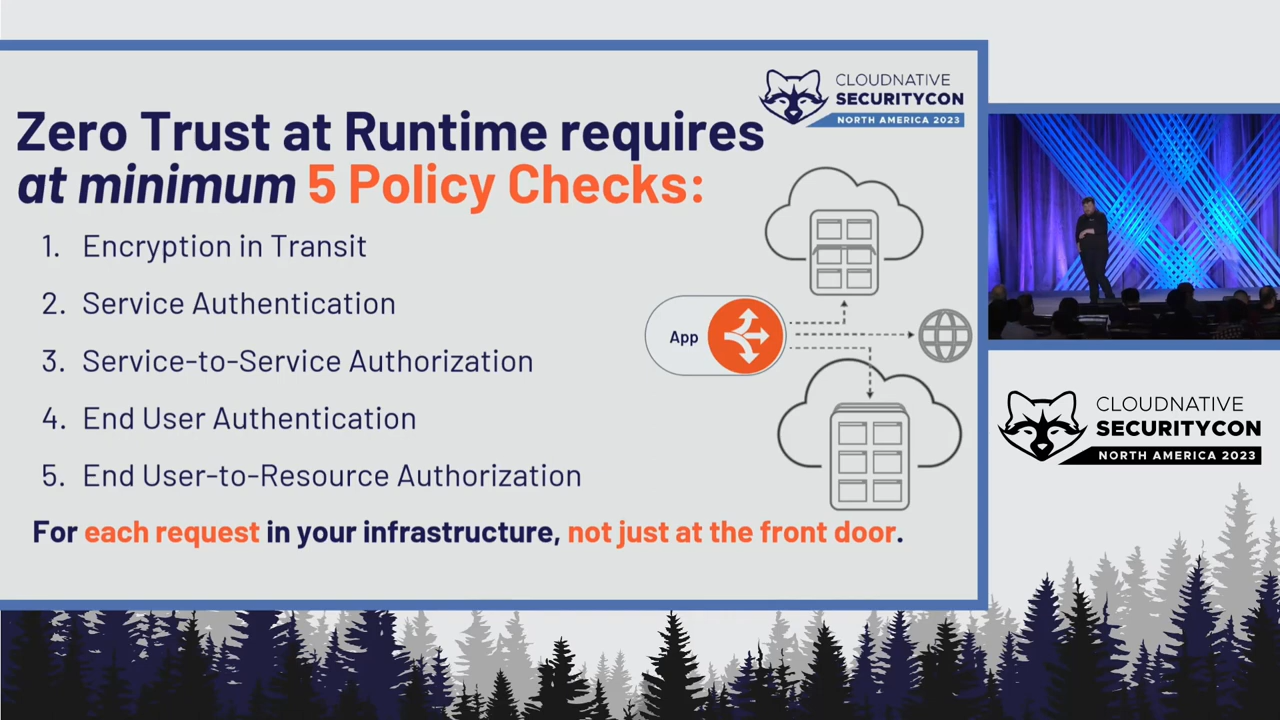 CLOUDNATIVE
SECURITYCON
NORTH AMERICA 2023
Zero Trust at Runtime requires
at minimum 5 Policy Checks:
1. Encryption in Transit
2. Service Authentication
3. Service-to-Service Authorization
4. End User Authentication
5. End User-to-Resource Authorization
For each request in your infrastructure, not just at the front door.
App
CLOUDNATIVE
SECURITYCON
NORTH AMERICA 2023